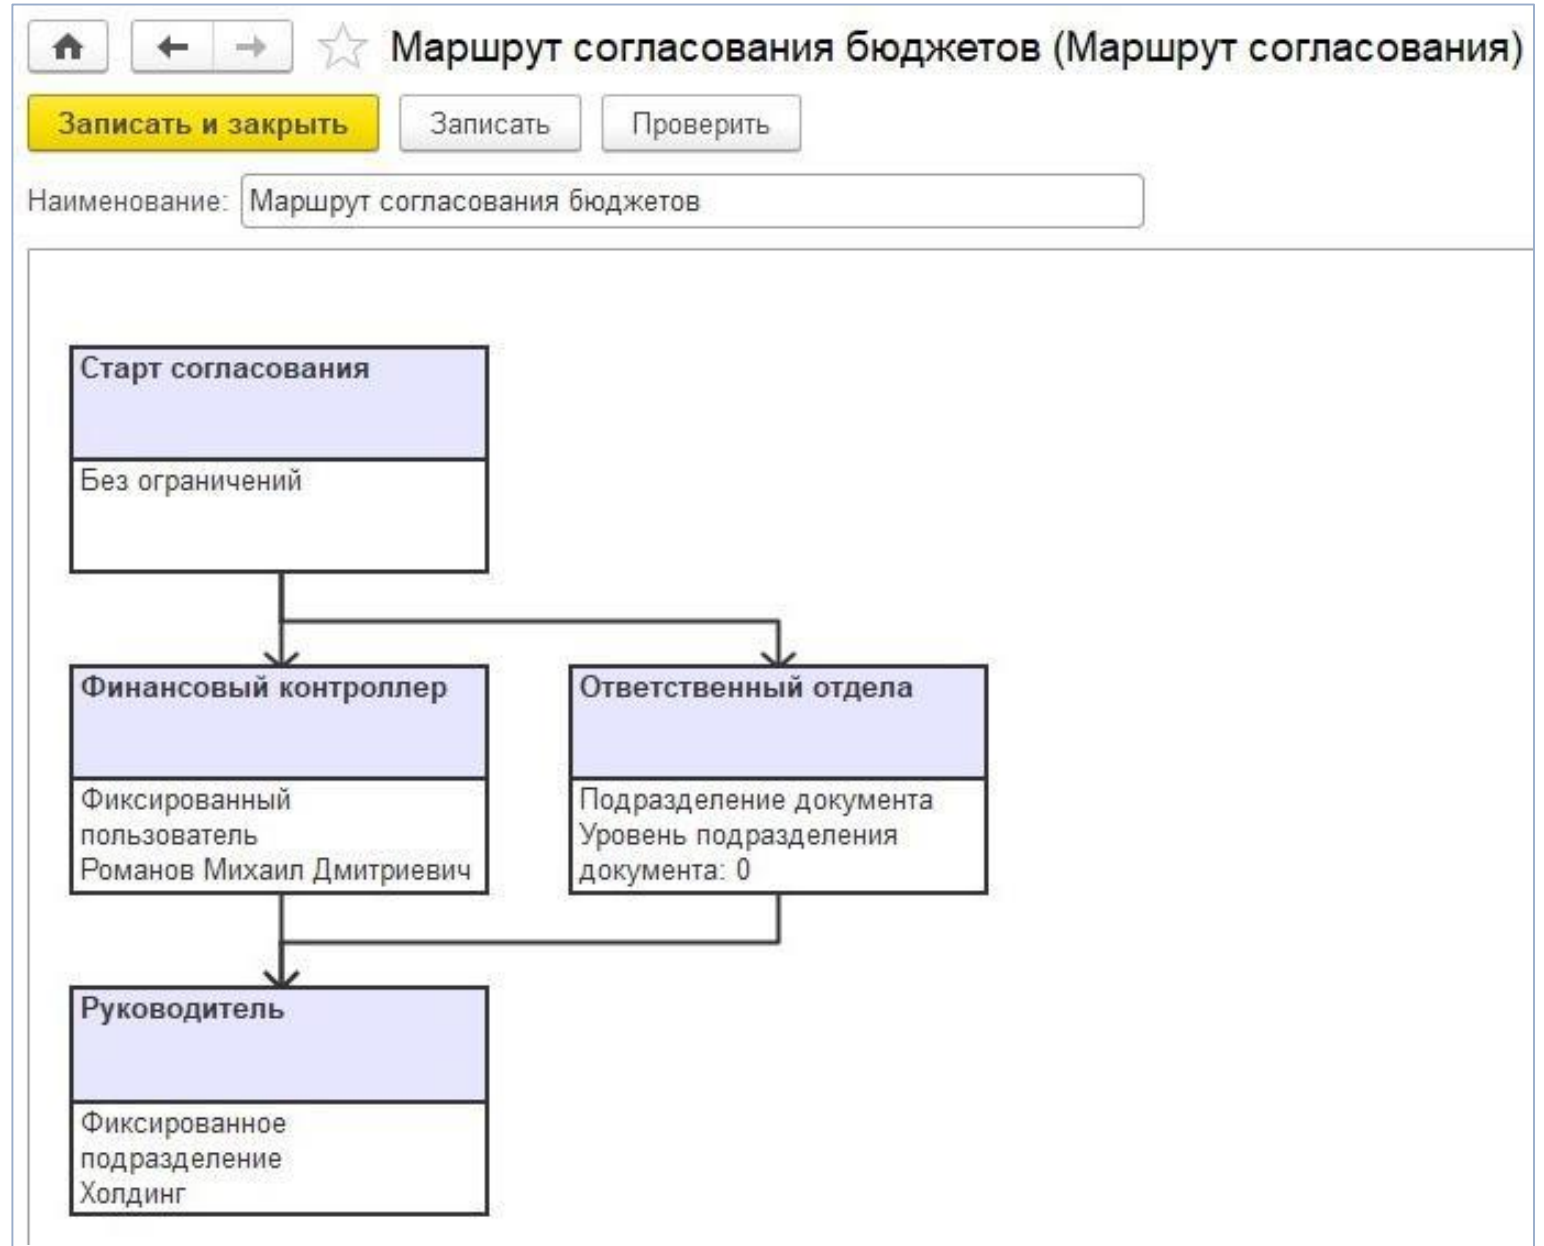 Маршрут согласования бюджетов (Маршрут согласования)
Записать и закрыть
Записать
Проверить
Наименование: Маршрут согласования бюджетов
Старт согласования
Без ограничений
Финансовый контроллер
Фиксированный
пользователь
Романов Михаил Дмитриевич
Ответственный отдела
Подразделение документа
Уровень подразделения
документа: 0
Руководитель
Фиксированное
подразделение
Холдинг